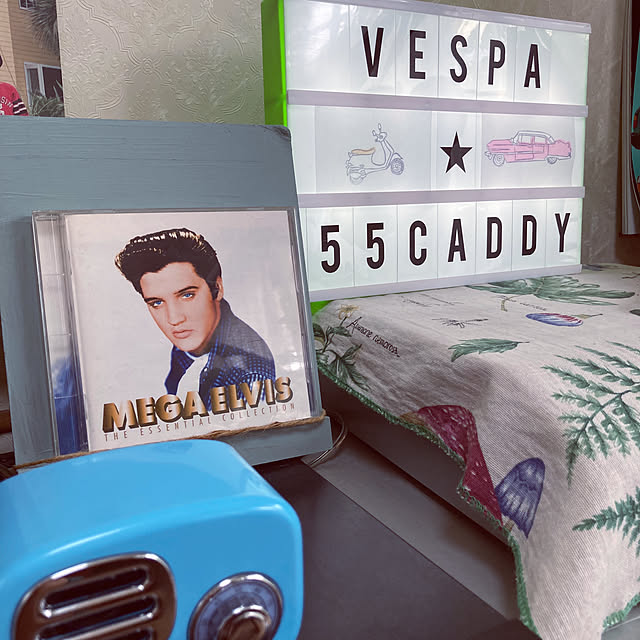 VESPA
55CADDY
MEGA ELVIS
THE ESSENTIAL COLLECTION